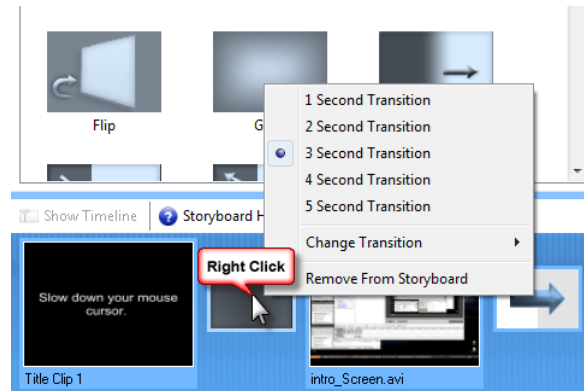 Flip
G
1 Second Transition
2 Second Transition
3 Second Transition
4 Second Transition
5 Second Transition
Change Transition
Remove From Storyboard
Show Timeline
Storyboard H
Right Click
Slow down your mouse
cursor.
Title Clip 1
intro_Screen.avi